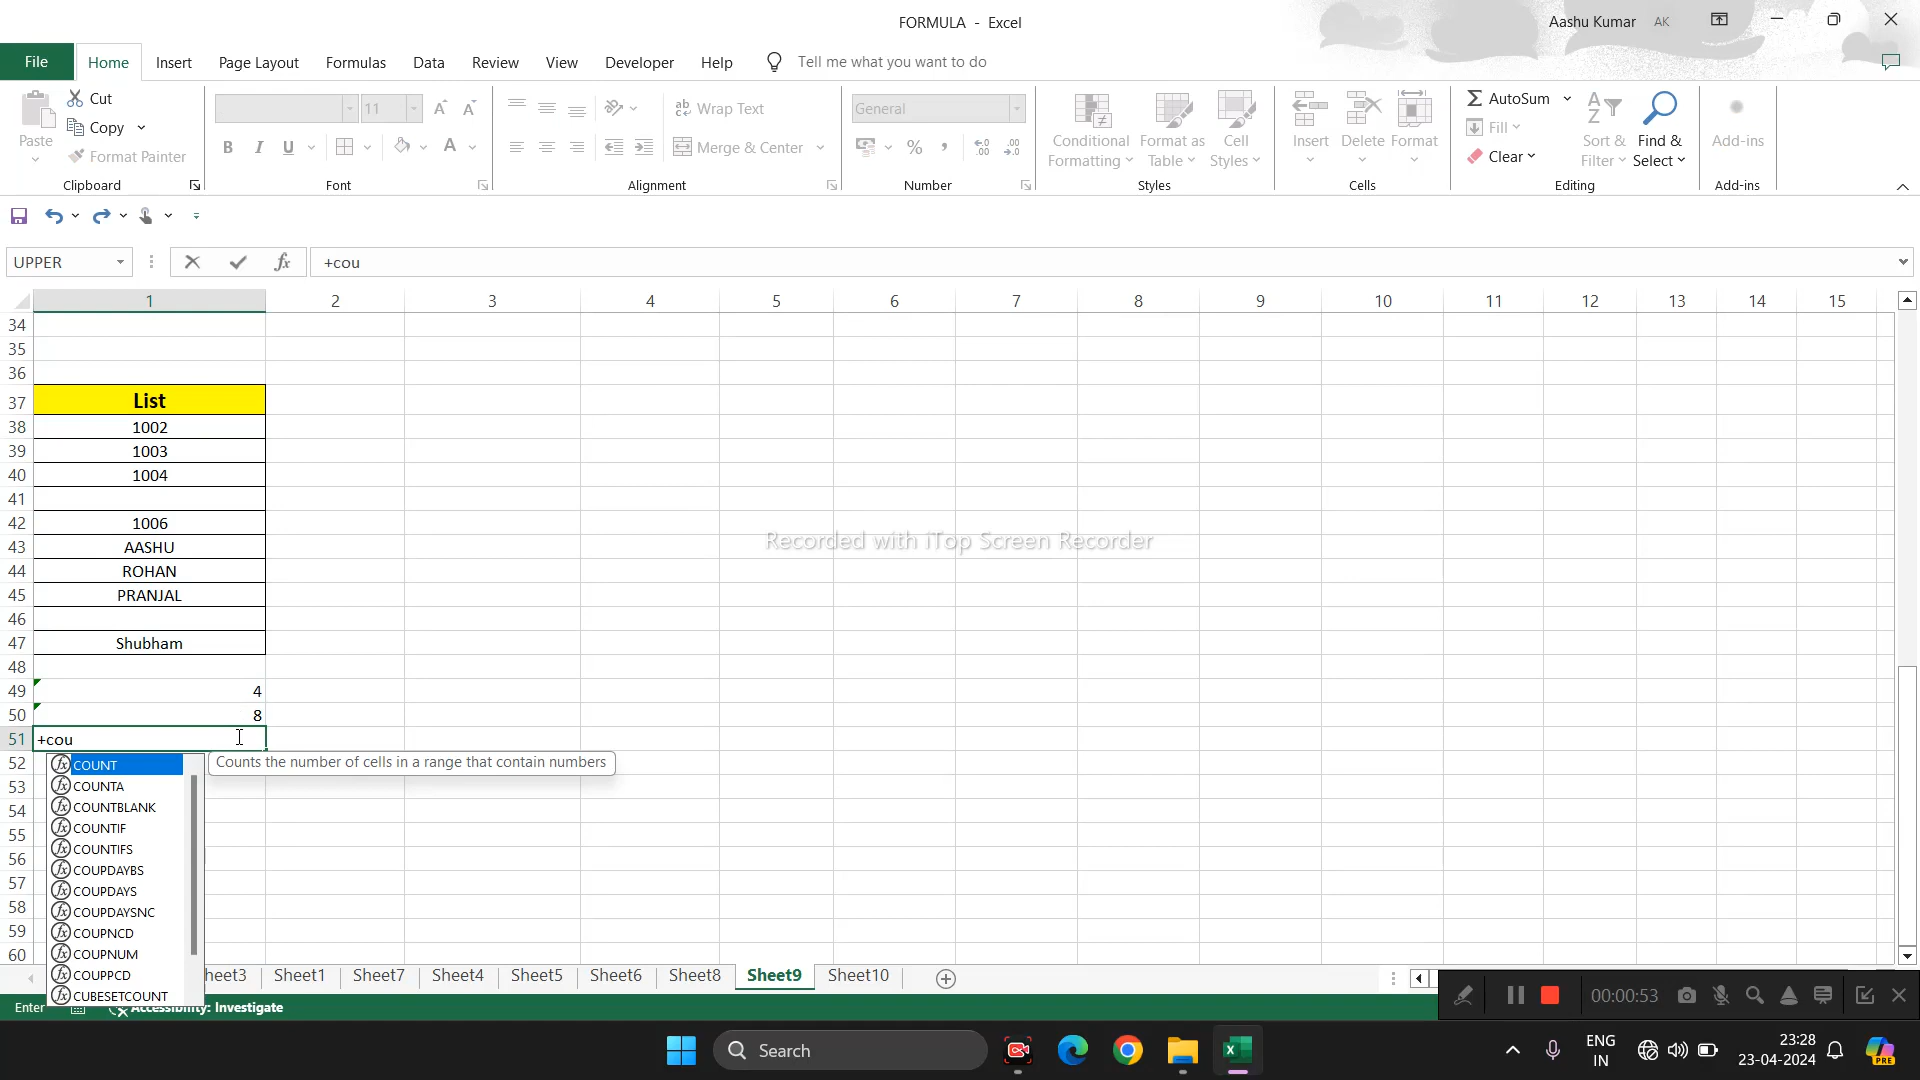 FORMULA - Excel
Aashu Kumar AK
File Home Insert Page Layout Formulas Data Review View Developer Help Tell me what you want to do
Paste
Cut
Copy
Format Painter
Clipboard
11
B I U
Font
Wrap Text
Merge & Center
Alignment
General
Number
Conditional Formatting
Format as Table
Cell Styles
Styles
Insert
Delete
Format
Cells
AutoSum
Fill
Clear
Sort & Filter
Find & Select
Editing
Add-ins
Add-ins
UPPER
fx
+cou
1 2 3 4 5 6 7 8 9 10 11 12 13 14 15
34
35
36
37 List
38 1002
39 1003
40 1004
41
42 1006
43 AASHU
44 ROHAN
45 PRANJAL
46
47 Shubham
48
49 4
50 8
51 +cou
52
53
54
55
56
57
58
59
60
COUNT
COUNTA
COUNTBLANK
COUNTIF
COUNTIFS
COUPDAYBS
COUPDAYS
COUPDAYSNC
COUPNCD
COUPNUM
COUPPCD
CUBESETCOUNT
Counts the number of cells in a range that contain numbers
Recorded with iTop Screen Recorder
heet3 Sheet1 Sheet7 Sheet4 Sheet5 Sheet6 Sheet8 Sheet9 Sheet10
Enter
Accessibility: Investigate
00:00:53
Search
ENG
IN
23:28
23-04-2024
PRE